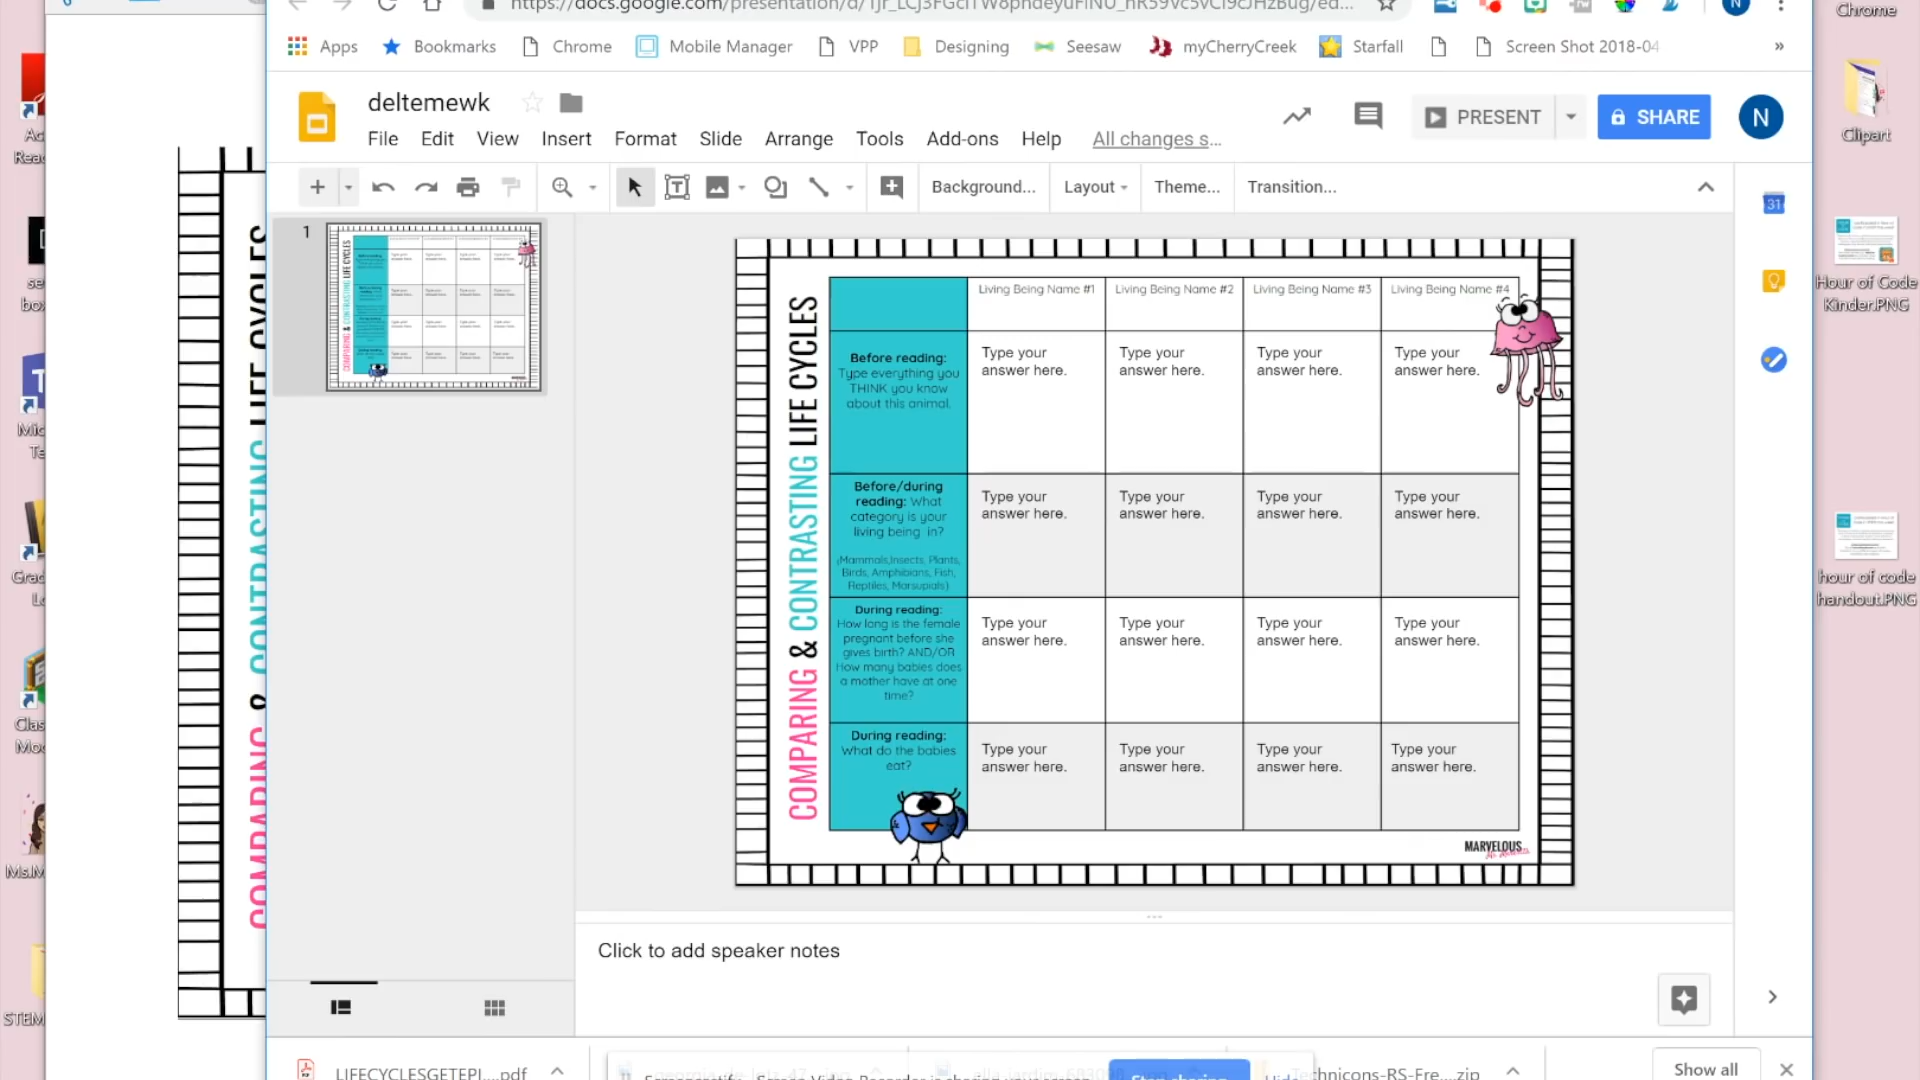 Chrome
Apps
Bookmarks
Chrome
Mobile Manager
VPP
Designing
Seesaw
myCherryCreek
Starfall
Screen Shot 2018-04
»
deltemewk
File Edit View Insert Format Slide Arrange Tools Add-ons Help All changes s...
PRESENT
SHARE
N
Background...
Layout
Theme...
Transition...
31
1
COMPARING & CONTRASTING LIFE CYCLES
Living Being Name #1
Living Being Name #2
Living Being Name #3
Living Being Name #4
Before reading:
Type everything you
THINK you know
about this animal.
Type your
answer here.
Type your
answer here.
Type your
answer here.
Type your
answer here.
Before/during
reading: What
category is your
living being in?
(Mammals,Insects, Plants,
Birds, Amphibians, Fish,
Reptiles, Marsupials)
Type your
answer here.
Type your
answer here.
Type your
answer here.
Type your
answer here.
During reading:
How long is the female
pregnant before she
gives birth? AND/OR
How many babies does
a mother have at one
time?
Type your
answer here.
Type your
answer here.
Type your
answer here.
Type your
answer here.
During reading:
What do the babies
eat?
Type your
answer here.
Type your
answer here.
Type your
answer here.
Type your
answer here.
MARVELOUS
Click to add speaker notes
LIFECYCLESGETEPI....pdf
Technicons-RS-Fre....zip
Show all
Clipart
Hour of Code
Kinder.PNG
hour of code
handout.PNG
COMPARING & CONTRASTING LIFE CYCLES